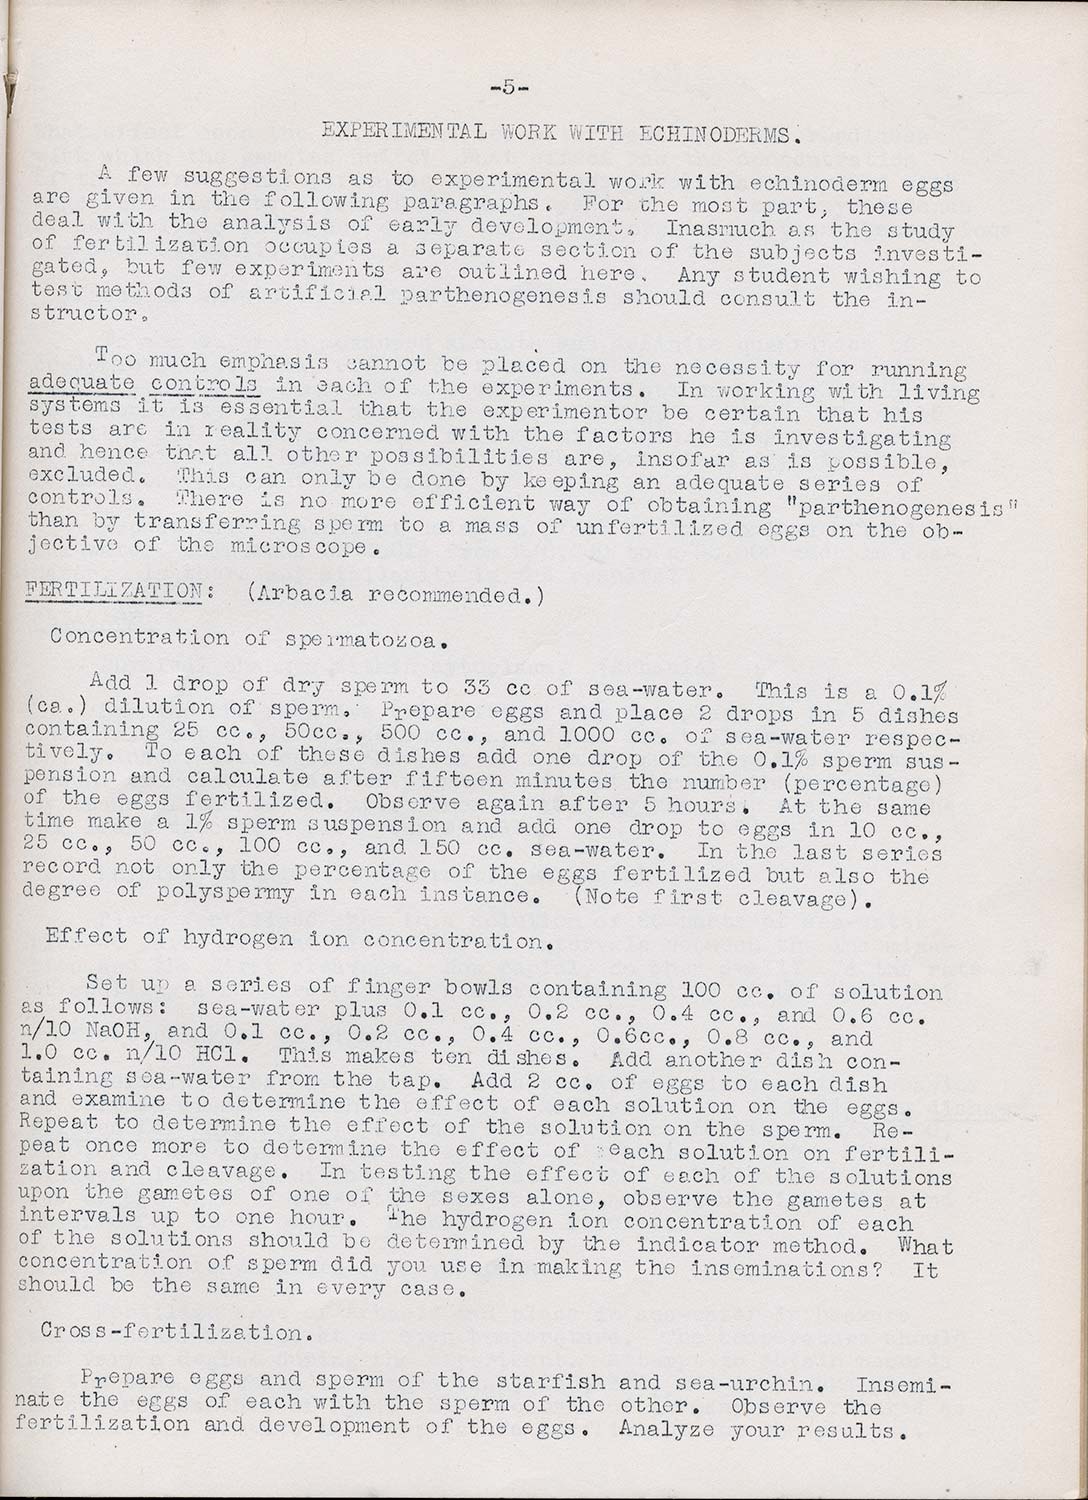 -5-
EXPERIMENTAL WORK WITH ECHINODERMS.
A few suggestions as to experimental work with echinoderm eggs
are given in the following paragraphs. For the most part, these
deal with the analysis of early development. Inasmuch as the study
of fertilization occupies a separate section of the subjects investi-
gated, but few experiments are outlined here. Any student wishing to
test methods of artificial parthenogenesis should consult the in-
structor.
Too much emphasis cannot be placed on the necessity for running
adequate controls in each of the experiments. In working with living
systems it is essential that the experimentor be certain that his
tests are in reality concerned with the factors he is investigating
and hence that all other possibilities are, insofar as is possible,
excluded. This can only be done by keeping an adequate series of
controls. There is no more efficient way of obtaining "parthenogenesis"
than by transferring sperm to a mass of unfertilized eggs on the ob-
jective of the microscope.
FERTILIZATION: (Arbacia recommended.)
Concentration of spermatozoa.
Add 1 drop of dry sperm to 33 cc of sea-water. This is a 0.1%
(ca.) dilution of sperm. Prepare eggs and place 2 drops in 5 dishes
containing 25 cc., 50cc., 500 cc., and 1000 cc. of sea-water respec-
tively. To each of these dishes add one drop of the 0.1% sperm sus-
pension and calculate after fifteen minutes the number (percentage)
of the eggs fertilized. Observe again after 5 hours. At the same
time make a 1% sperm suspension and add one drop to eggs in 10 cc.,
25 cc., 50 cc., 100 cc., and 150 cc. sea-water. In the last series
record not only the percentage of the eggs fertilized but also the
degree of polyspermy in each instance. (Note first cleavage).
Effect of hydrogen ion concentration.
Set up a series of finger bowls containing 100 cc. of solution
as follows: sea-water plus 0.1 cc., 0.2 cc., 0.4 cc., and 0.6 cc.
n/10 NaOH, and 0.1 cc., 0.2 cc., 0.4 cc., 0.6cc., 0.8 cc., and
1.0 cc. n/10 HCl. This makes ten dishes. Add another dish con-
taining sea-water from the tap. Add 2 cc. of eggs to each dish
and examine to determine the effect of each solution on the eggs.
Repeat to determine the effect of the solution on the sperm. Re-
peat once more to determine the effect of each solution on fertili-
zation and cleavage. In testing the effect of each of the solutions
upon the gametes of one of the sexes alone, observe the gametes at
intervals up to one hour. The hydrogen ion concentration of each
of the solutions should be determined by the indicator method. What
concentration of sperm did you use in making the inseminations? It
should be the same in every case.
Cross-fertilization.
Prepare eggs and sperm of the starfish and sea-urchin. Insemi-
nate the eggs of each with the sperm of the other. Observe the
fertilization and development of the eggs. Analyze your results.